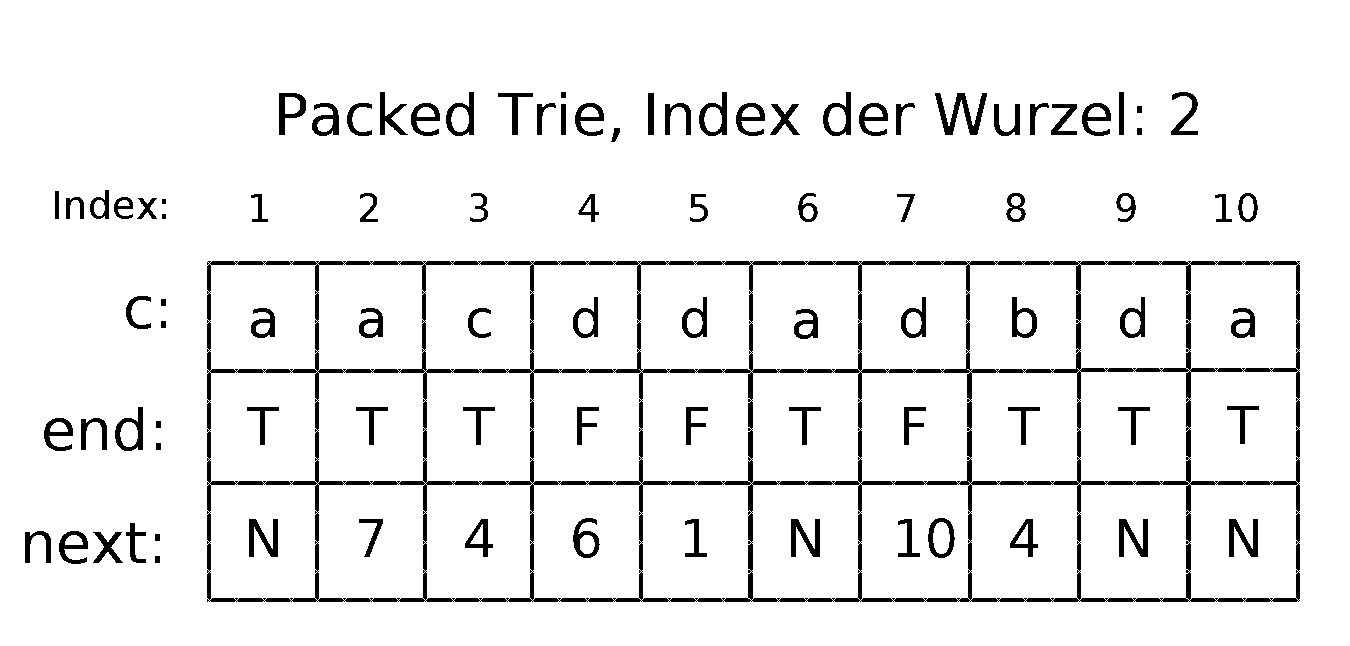 Packed Trie, Index der Wurzel: 2
Index: 1 2 3 4 5 6 7 8 9 10
c: a a c d d a d b d a
end: T T T F F T F T T T
next: N 7 4 6 1 N 10 4 N N